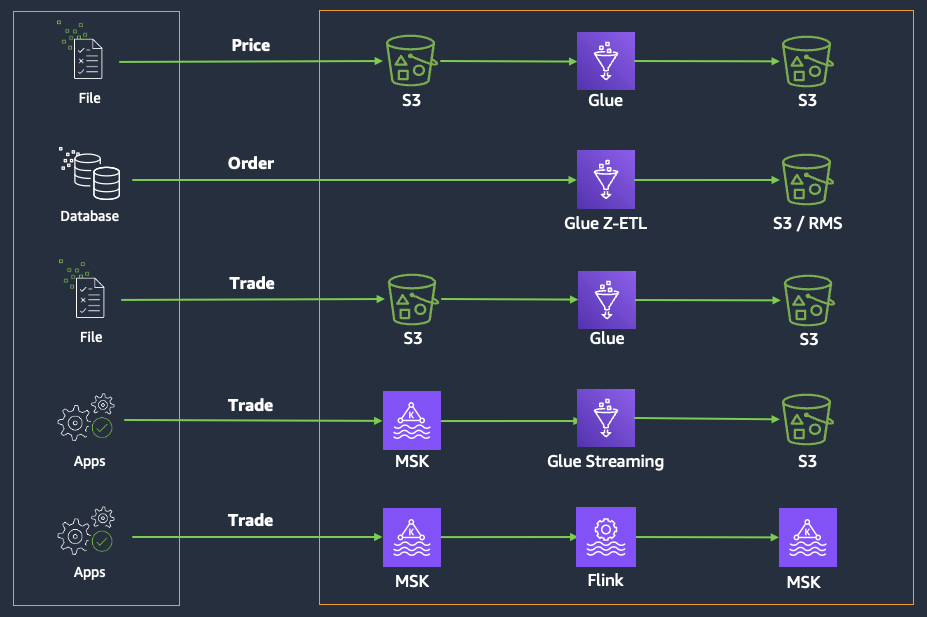 Price
File
S3
Glue
S3
Order
Database
Glue Z-ETL
S3 / RMS
Trade
File
S3
Glue
S3
Trade
K
Apps
MSK
Glue Streaming
S3
Trade
K
K
Apps
MSK
Flink
MSK